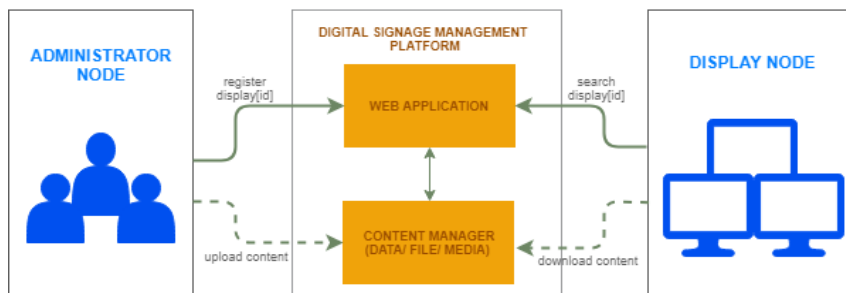 ADMINISTRATOR
NODE
register
display[id]
upload content
DIGITAL SIGNAGE MANAGEMENT
PLATFORM
WEB APPLICATION
CONTENT MANAGER
(DATA/ FILE/ MEDIA)
search
display[id]
download content
DISPLAY NODE